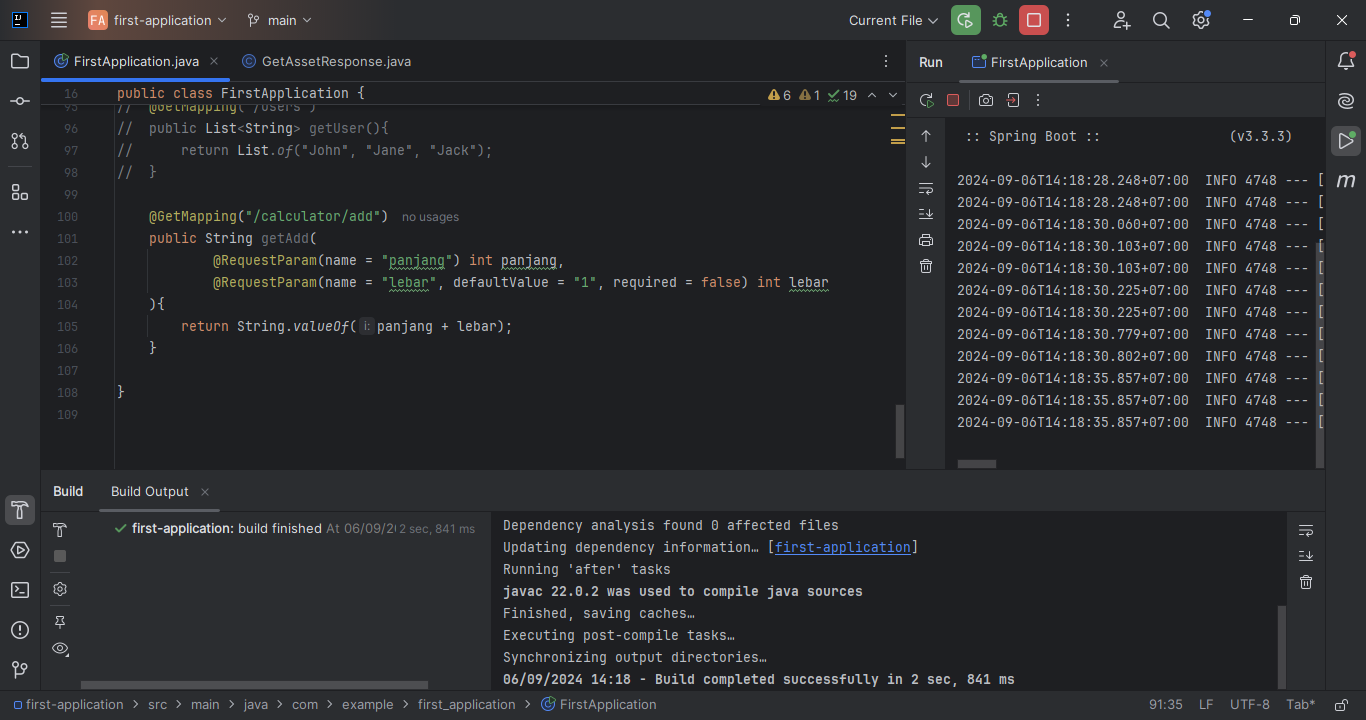 FA first-application main Current File
FirstApplication.java GetAssetResponse.java
16 public class FirstApplication { 6 1 19
95 // @GetMapping("/users")
96 // public List<String> getUser(){
97 // return List.of("John", "Jane", "Jack");
98 // }
99
100 @GetMapping("/calculator/add") no usages
101 public String getAdd(
102 @RequestParam(name = "panjang") int panjang,
103 @RequestParam(name = "lebar", defaultValue = "1", required = false) int lebar
104 ){
105 return String.valueOf( i: panjang + lebar);
106 }
107
108 }
109
Run FirstApplication
:: Spring Boot :: (v3.3.3)
2024-09-06T14:18:28.248+07:00 INFO 4748 --- [
2024-09-06T14:18:28.248+07:00 INFO 4748 --- [
2024-09-06T14:18:30.060+07:00 INFO 4748 --- [
2024-09-06T14:18:30.103+07:00 INFO 4748 --- [
2024-09-06T14:18:30.103+07:00 INFO 4748 --- [
2024-09-06T14:18:30.225+07:00 INFO 4748 --- [
2024-09-06T14:18:30.225+07:00 INFO 4748 --- [
2024-09-06T14:18:30.779+07:00 INFO 4748 --- [
2024-09-06T14:18:30.802+07:00 INFO 4748 --- [
2024-09-06T14:18:35.857+07:00 INFO 4748 --- [
2024-09-06T14:18:35.857+07:00 INFO 4748 --- [
2024-09-06T14:18:35.857+07:00 INFO 4748 --- [
m
Build Build Output
first-application: build finished At 06/09/2 2 sec, 841 ms
Dependency analysis found 0 affected files
Updating dependency information… [first-application]
Running 'after' tasks
javac 22.0.2 was used to compile java sources
Finished, saving caches…
Executing post-compile tasks…
Synchronizing output directories…
06/09/2024 14:18 - Build completed successfully in 2 sec, 841 ms
first-application > src > main > java > com > example > first_application > FirstApplication 91:35 LF UTF-8 Tab*